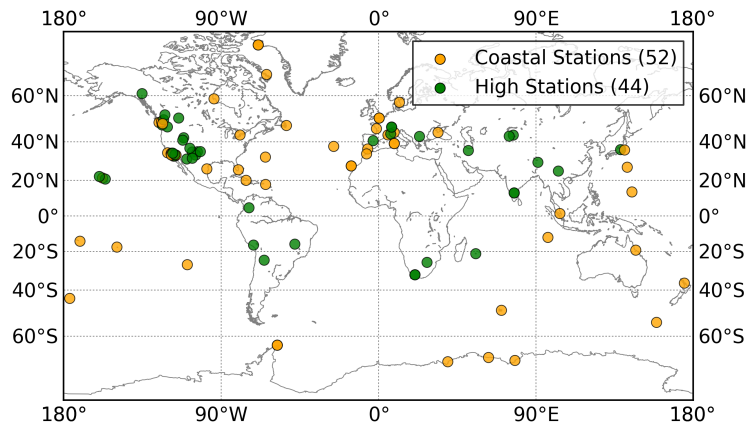 180° 90°W 0° 90°E 180°
Coastal Stations (52)
High Stations (44)
60°N 60°N
40°N 40°N
20°N 20°N
0° 0°
20°S 20°S
40°S 40°S
60°S 60°S
180° 90°W 0° 90°E 180°